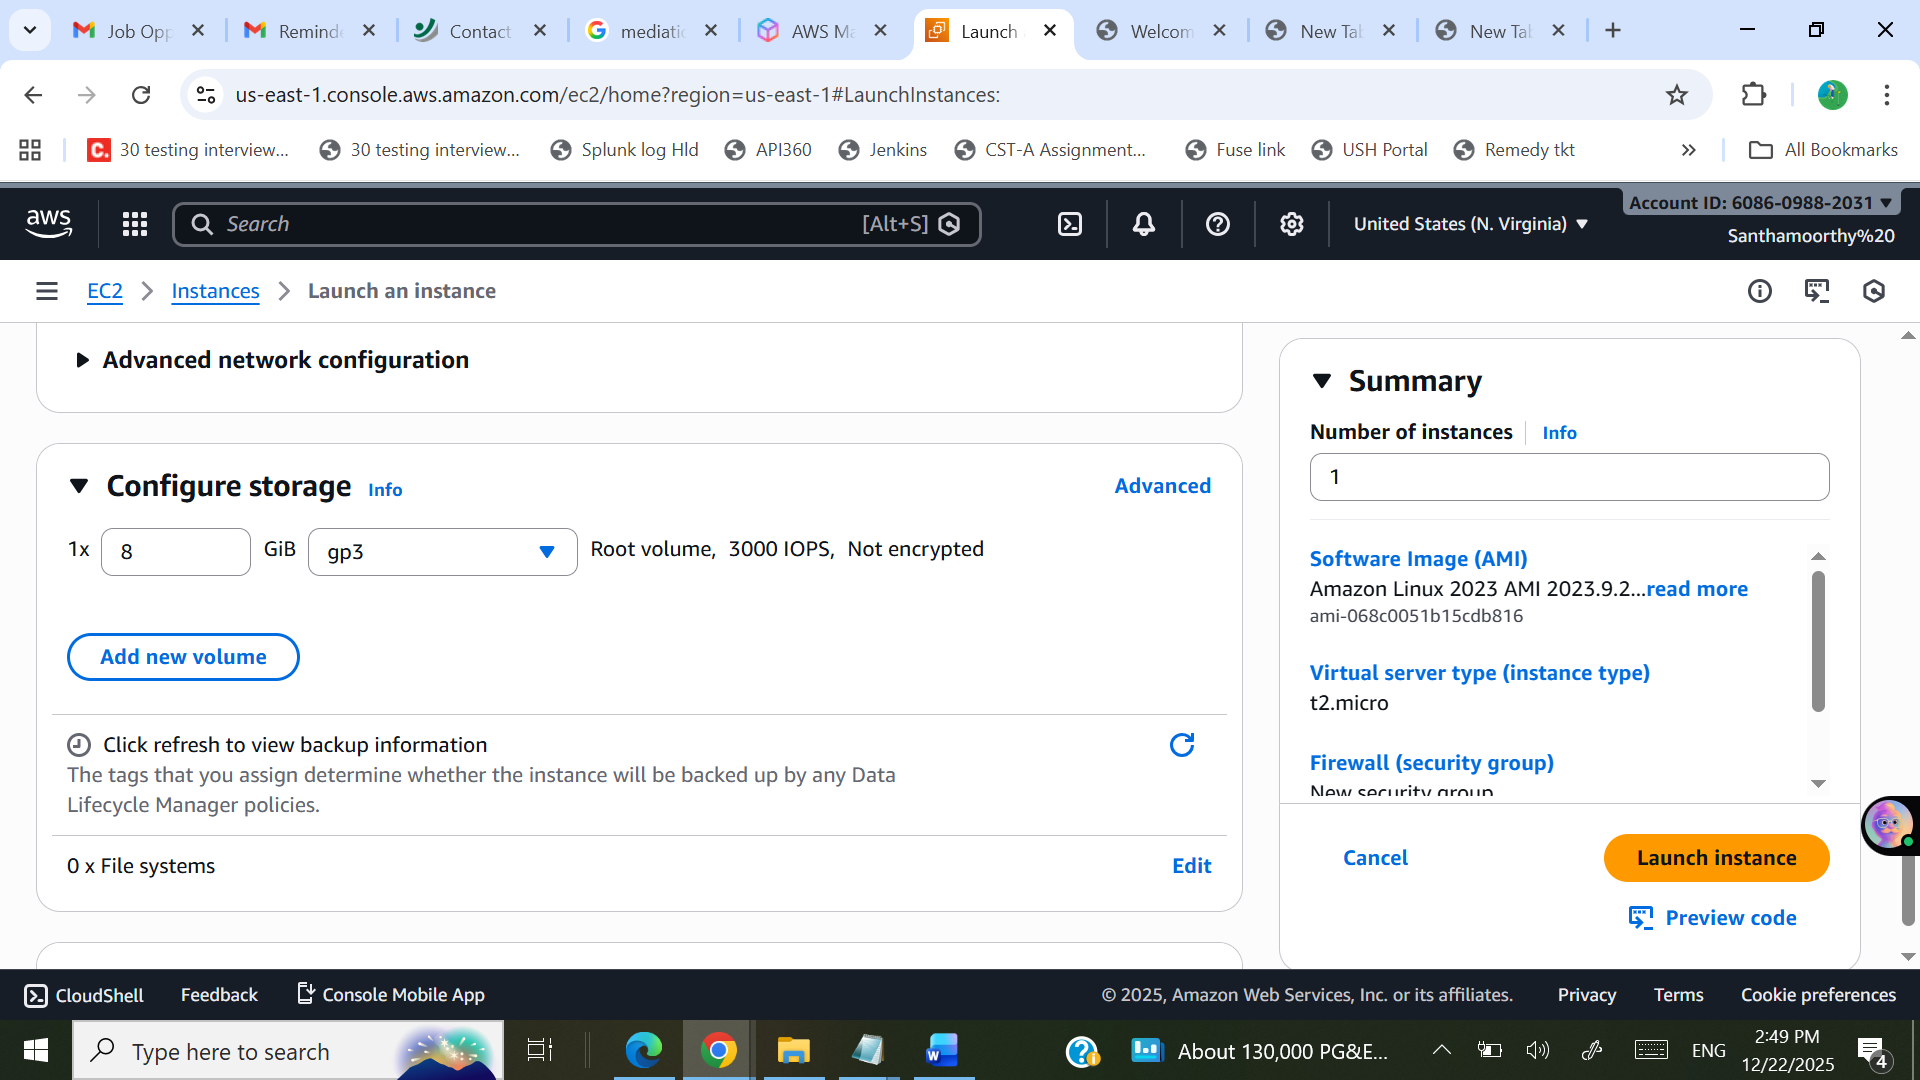 Job Opp
Reminde
Contact
mediatio
AWS Ma
Launch
Welcom
New Tab
New Tab
us-east-1.console.aws.amazon.com/ec2/home?region=us-east-1#LaunchInstances:
30 testing interview...
30 testing interview...
Splunk log Hld
API360
Jenkins
CST-A Assignment...
Fuse link
USH Portal
Remedy tkt
All Bookmarks
aws
Search
[Alt+S]
United States (N. Virginia)
Account ID: 6086-0988-2031
Santhamoorthy%20
EC2
Instances
Launch an instance
Advanced network configuration
Configure storage
Info
Advanced
1x
8
GiB
gp3
Root volume, 3000 IOPS, Not encrypted
Add new volume
Click refresh to view backup information
The tags that you assign determine whether the instance will be backed up by any Data
Lifecycle Manager policies.
0 x File systems
Edit
Summary
Number of instances
Info
1
Software Image (AMI)
Amazon Linux 2023 AMI 2023.9.2...read more
ami-068c0051b15cdb816
Virtual server type (instance type)
t2.micro
Firewall (security group)
New security group
Cancel
Launch instance
Preview code
CloudShell
Feedback
Console Mobile App
© 2025, Amazon Web Services, Inc. or its affiliates.
Privacy
Terms
Cookie preferences
Type here to search
About 130,000 PG&E...
ENG
2:49 PM
12/22/2025
4